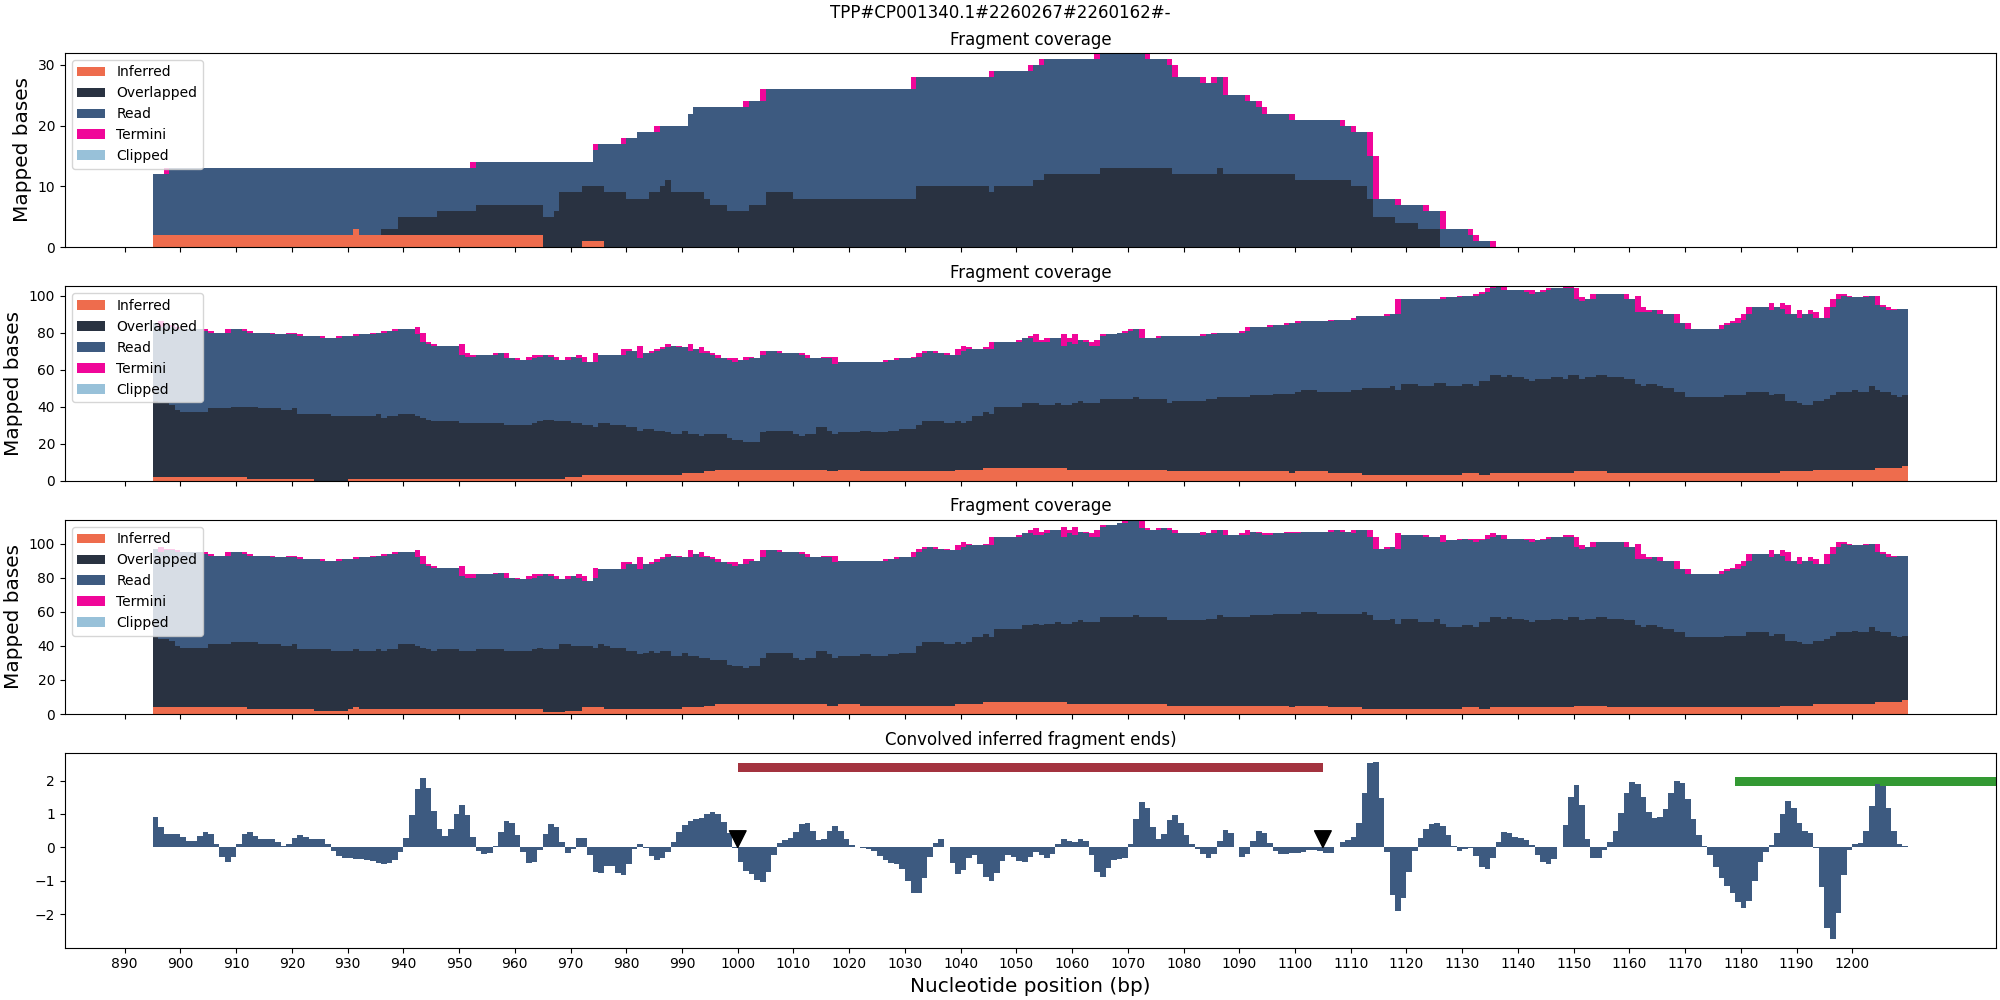 TPP#CP001340.1#2260267#2260162#-
Fragment coverage
Mapped bases
30
20
10
0
Inferred
Overlapped
Read
Termini
Clipped
Fragment coverage
Mapped bases
100
80
60
40
20
0
Inferred
Overlapped
Read
Termini
Clipped
Fragment coverage
Mapped bases
100
80
60
40
20
0
Inferred
Overlapped
Read
Termini
Clipped
Convolved inferred fragment ends)
2
1
0
−1
−2
890 900 910 920 930 940 950 960 970 980 990 1000 1010 1020 1030 1040 1050 1060 1070 1080 1090 1100 1110 1120 1130 1140 1150 1160 1170 1180 1190 1200
Nucleotide position (bp)